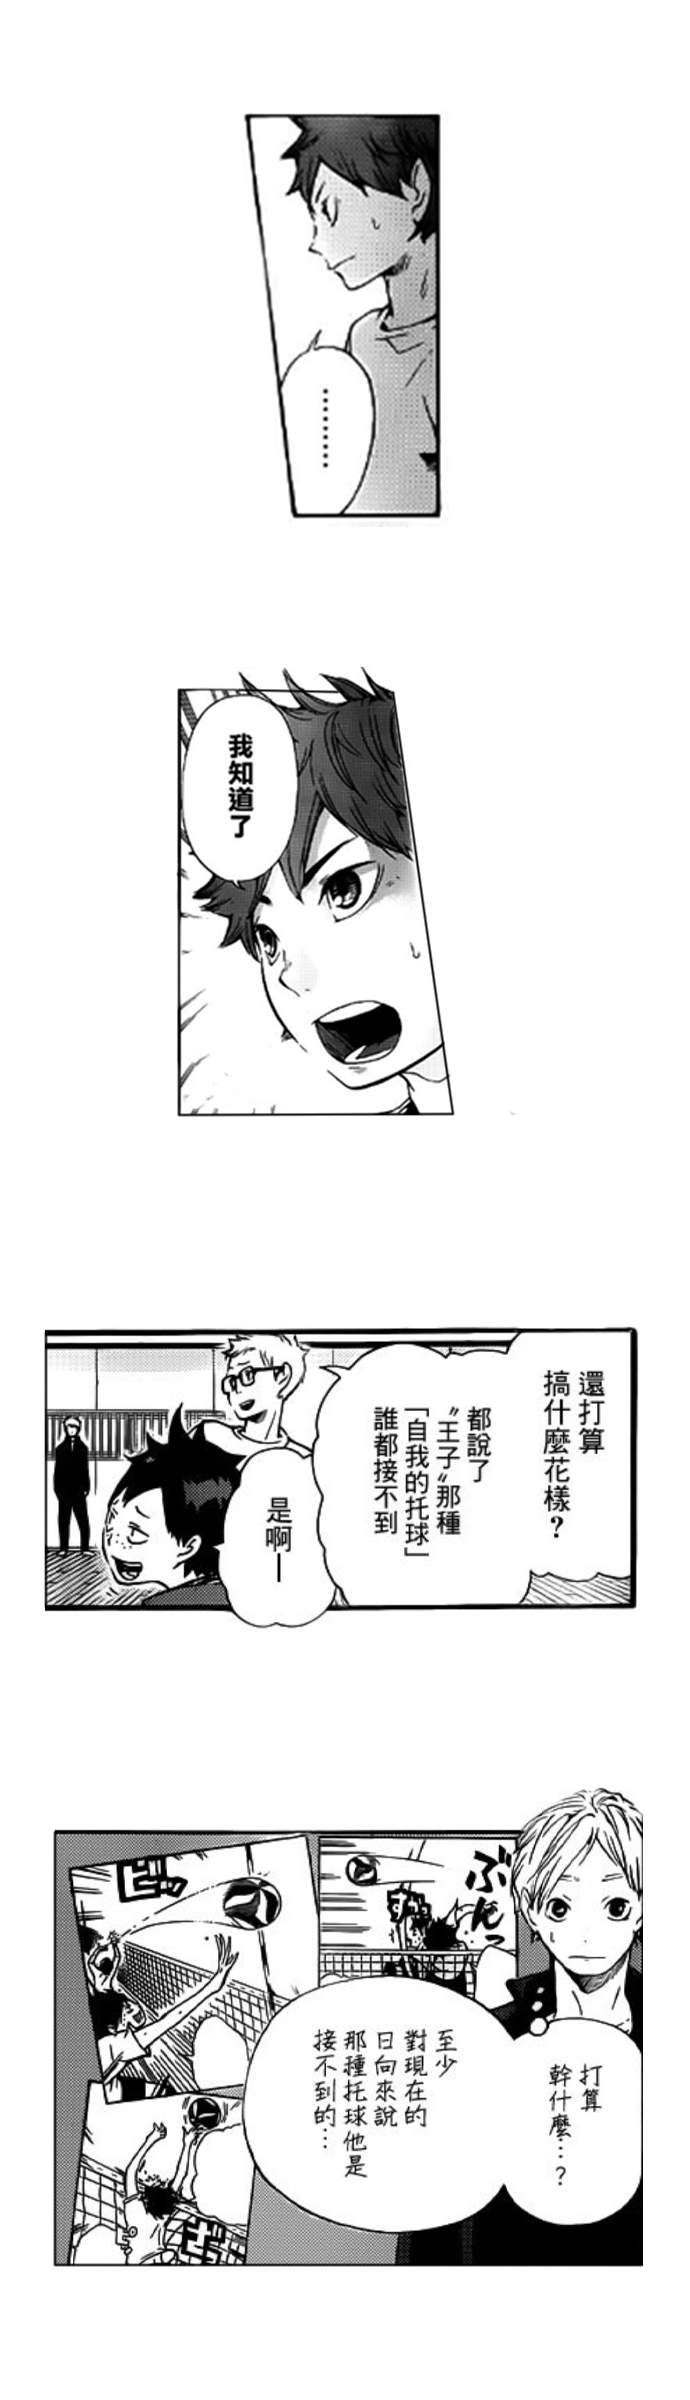 ………
我知道了
還打算
搞什麼花樣？
都說了
〝王子〞那種
「自我的托球」
誰都接不到
是啊ー
ぶんっ
ビッ
打算
幹什麼…？
至少
對現在的
日向來說
那種托球他是
接不到的…